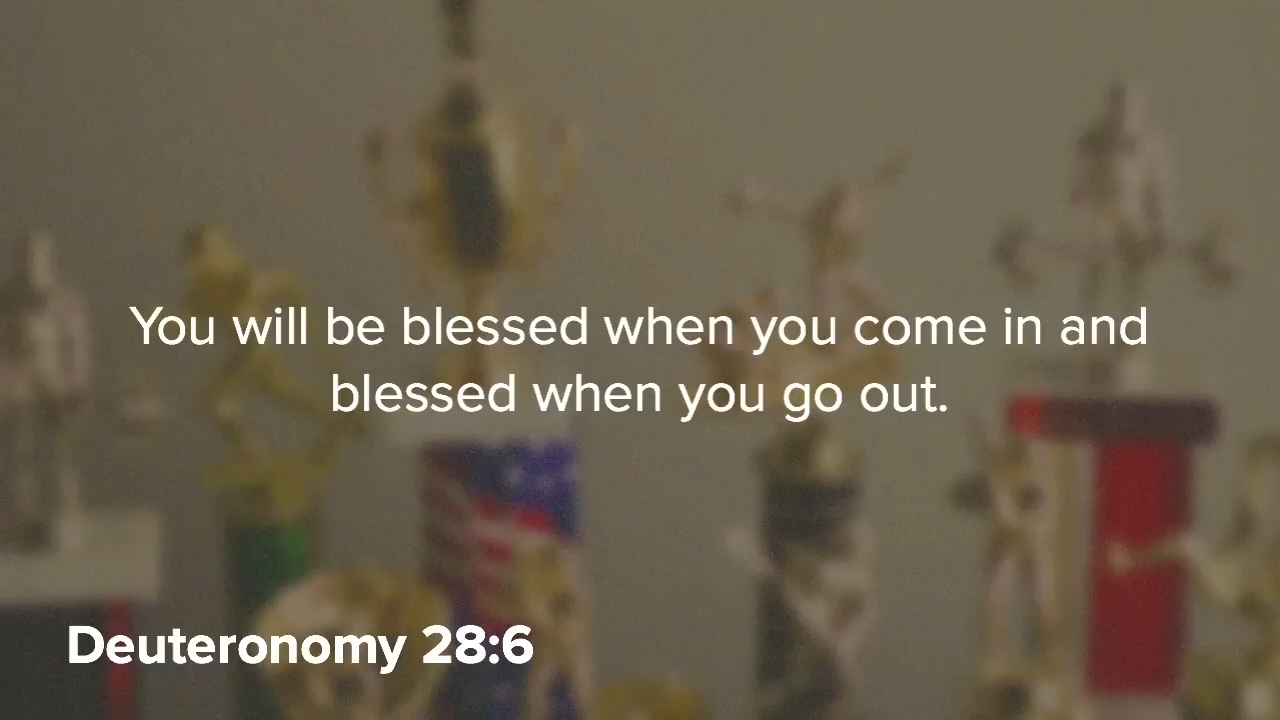 You will be blessed when you come in and
blessed when you go out.
Deuteronomy 28:6